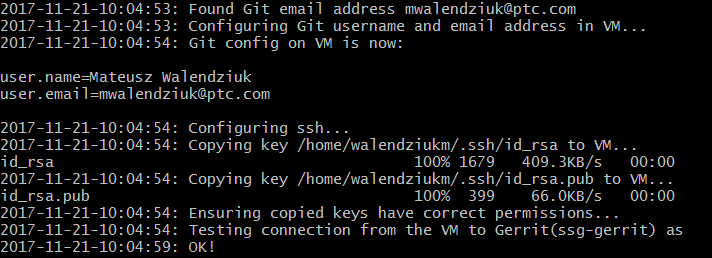 2017-11-21-10:04:53: Found Git email address mwalendziuk@ptc.com
2017-11-21-10:04:53: Configuring Git username and email address in VM...
2017-11-21-10:04:54: Git config on VM is now:
user.name=Mateusz Walendziuk
user.email=mwalendziuk@ptc.com
2017-11-21-10:04:54: Configuring ssh...
2017-11-21-10:04:54: Copying key /home/walendziukm/.ssh/id_rsa to VM...
id_rsa 100% 1679 409.3KB/s 00:00
2017-11-21-10:04:54: Copying key /home/walendziukm/.ssh/id_rsa.pub to VM...
id_rsa.pub 100% 399 66.0KB/s 00:00
2017-11-21-10:04:54: Ensuring copied keys have correct permissions...
2017-11-21-10:04:54: Testing connection from the VM to Gerrit(ssg-gerrit) as
2017-11-21-10:04:59: OK!